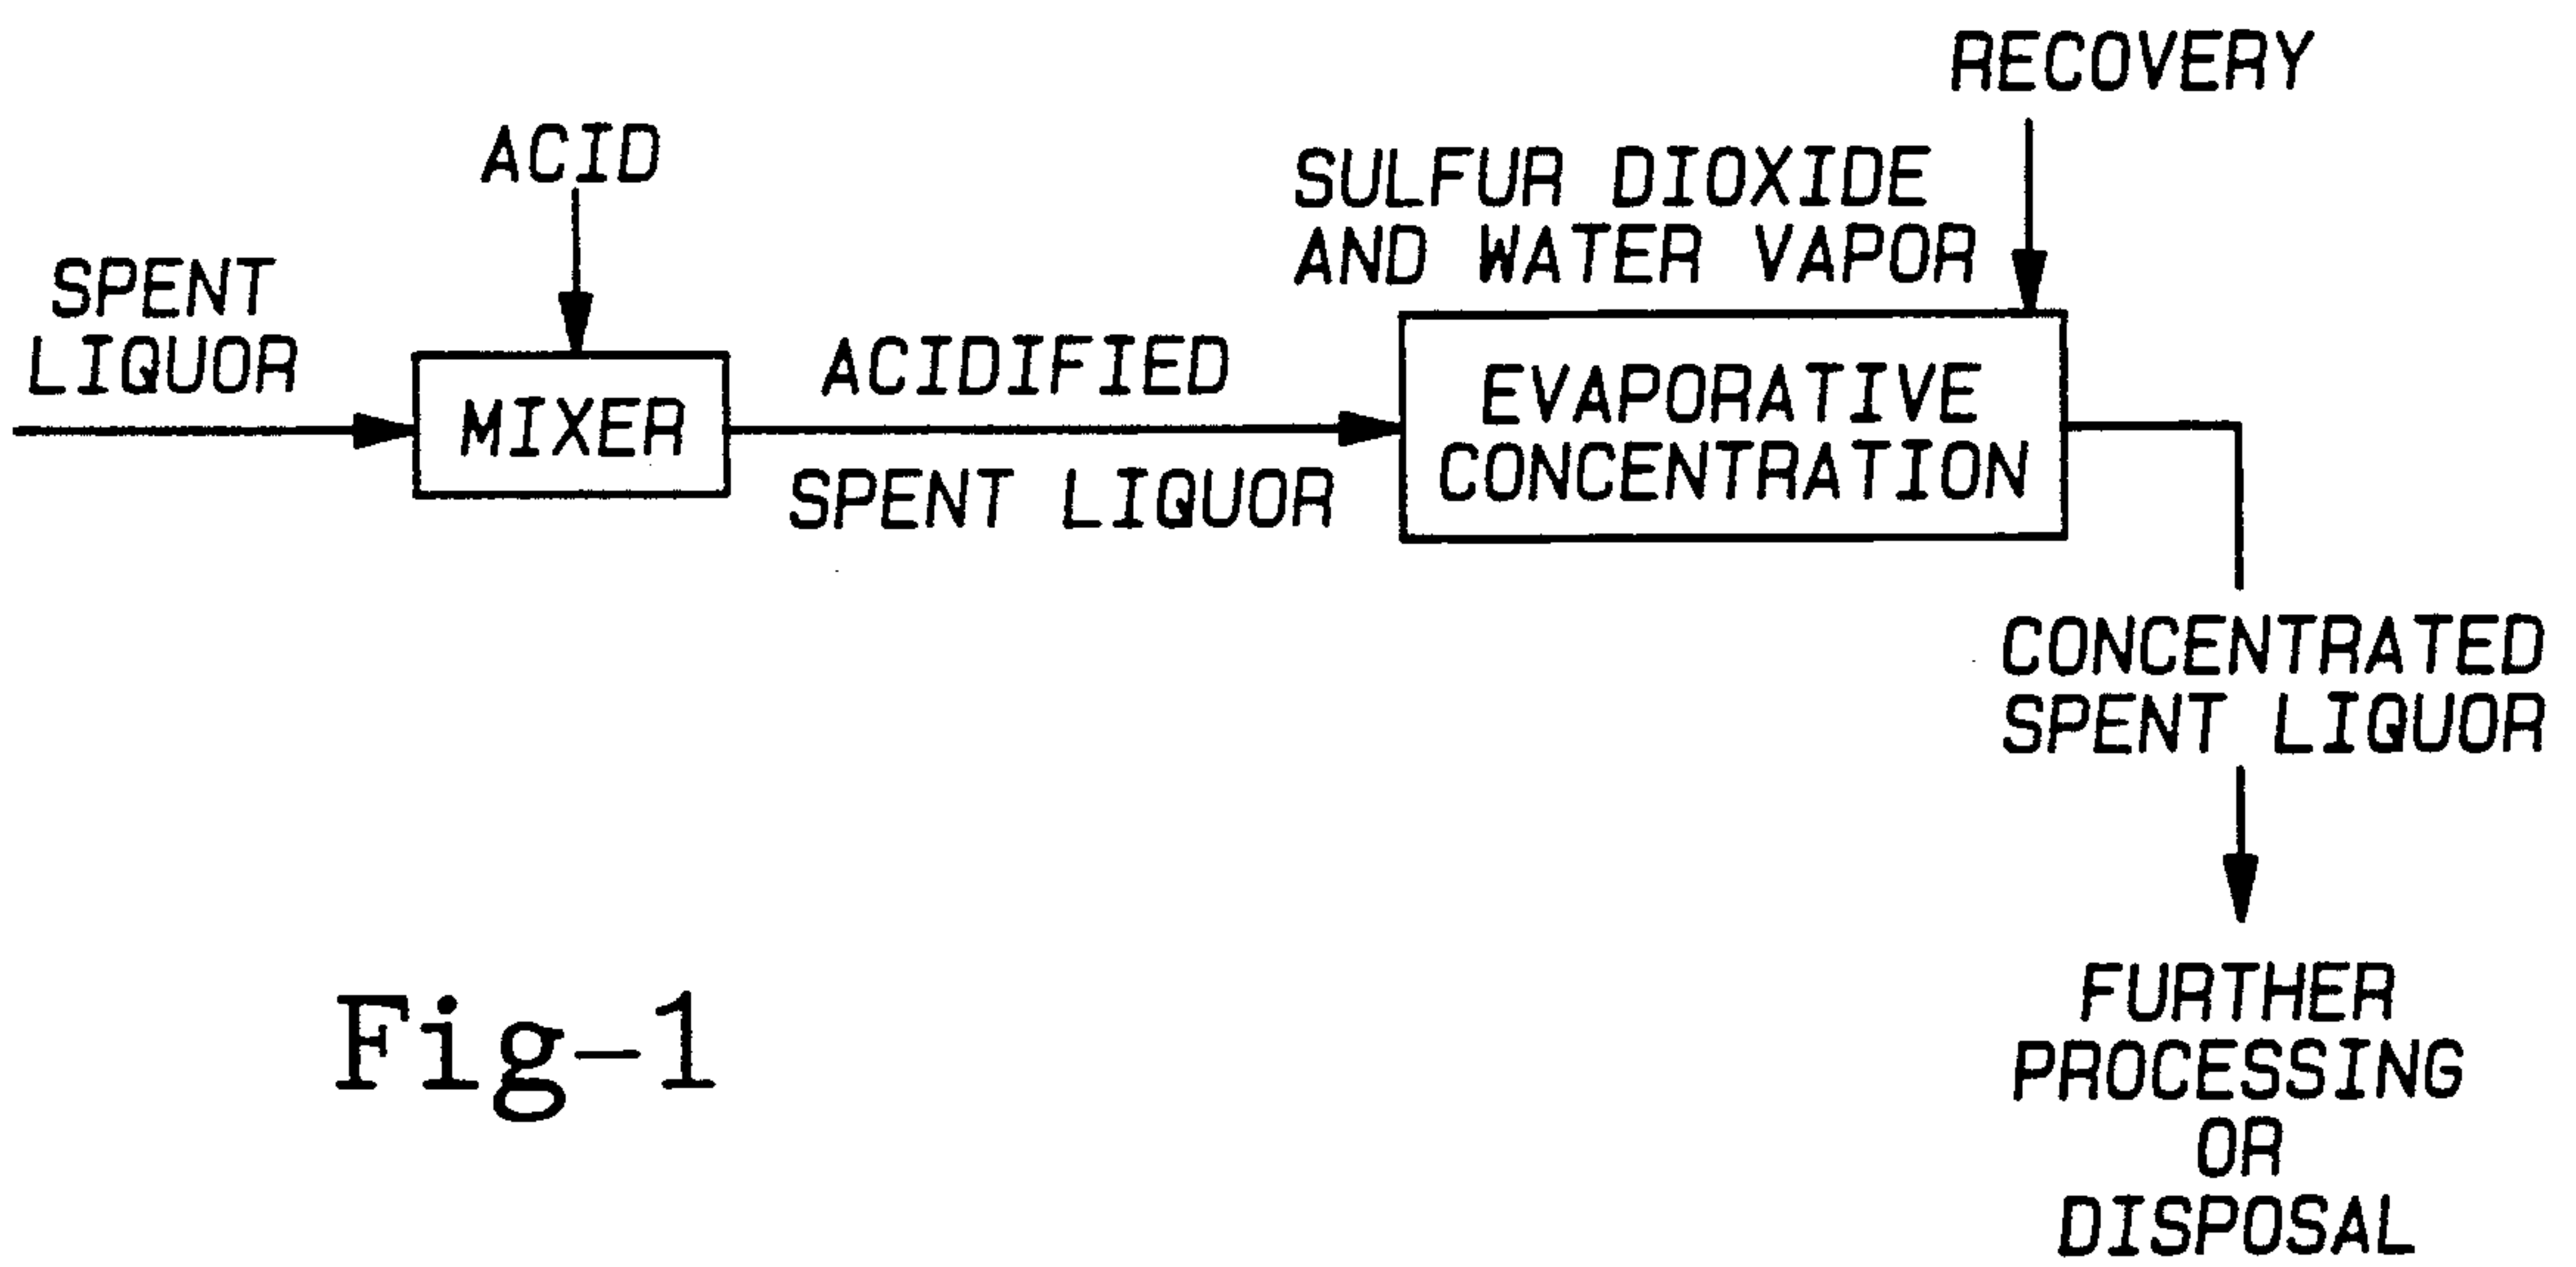 RECOVERY
ACID
SULFUR DIOXIDE
AND WATER VAPOR
SPENT
LIQUOR
MIXER
ACIDIFIED
SPENT LIQUOR
EVAPORATIVE
CONCENTRATION
CONCENTRATED
SPENT LIQUOR
FURTHER
PROCESSING
OR
DISPOSAL
Fig-1